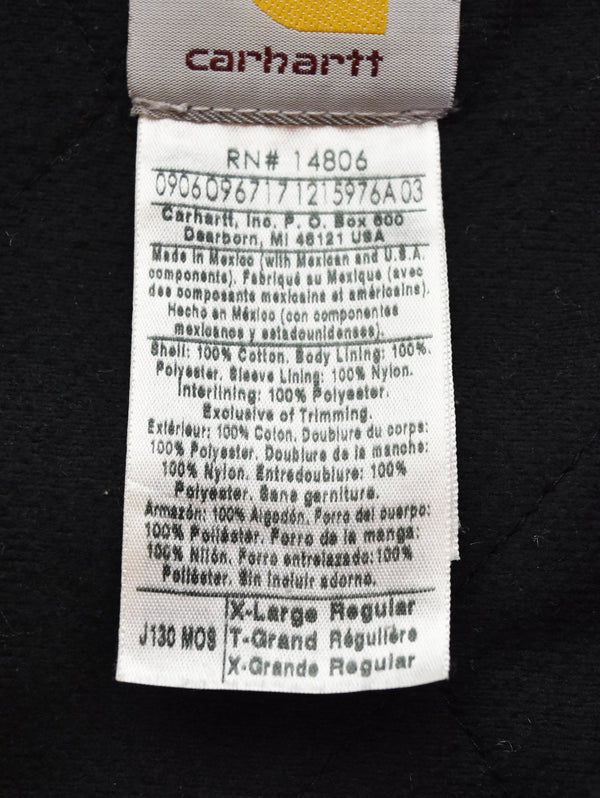 carhartt
RN# 14806
0906096717 1215976A 03
Carhartt, Inc. P. O. Box 600
Dearborn, MI 48121 USA
Made in Mexico (with Mexican and U.S.A.
components). Fabriqué au Mexique (avec
des composants mexicains et américains).
Hecho en México (con componentes
mexicanos y estadounidenses).
Shell: 100% Cotton. Body Lining: 100%.
Polyester. Sleeve Lining: 100% Nylon.
Interlining: 100% Polyester.
Exclusive of Trimming.
Extérieur: 100% Coton. Doublure du corps:
100% Polyester. Doublure de la manche:
100% Nylon. Entredoublure: 100%
Polyester. Sans garniture.
Armazón: 100% Algodón. Forro del cuerpo:
100% Poliéster. Forro de la manga:
100% Nilón. Forro entrelazado:100%
Poliéster. Sin incluir adorno.
J130 MOS
X-Large Regular
T-Grand Régulière
X-Grande Regular